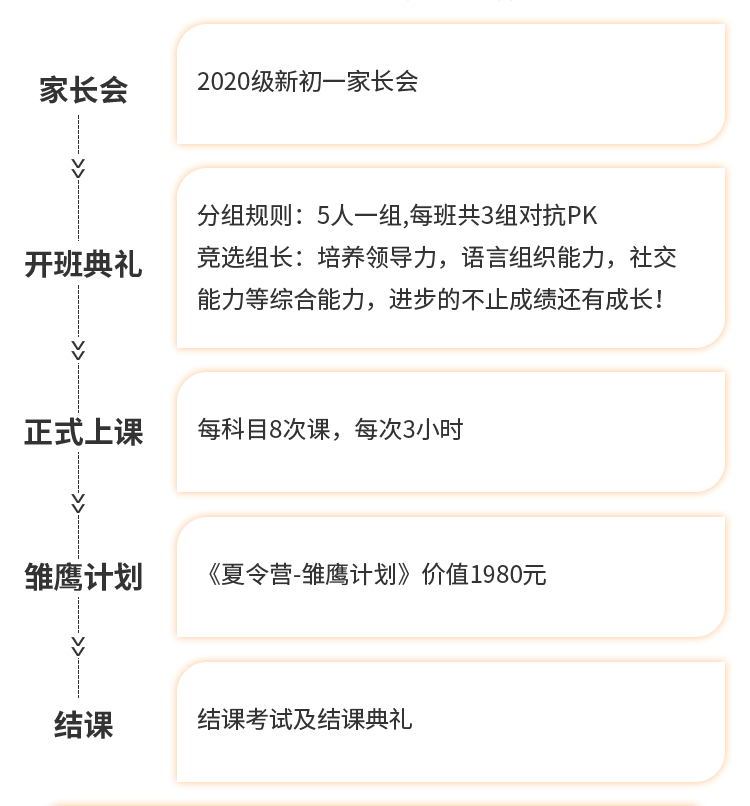 家长会
2020级新初一家长会
开班典礼
分组规则：5人一组,每班共3组对抗PK
竞选组长：培养领导力，语言组织能力，社交
能力等综合能力，进步的不止成绩还有成长！
正式上课
每科目8次课，每次3小时
雏鹰计划
《夏令营-雏鹰计划》价值1980元
结课
结课考试及结课典礼